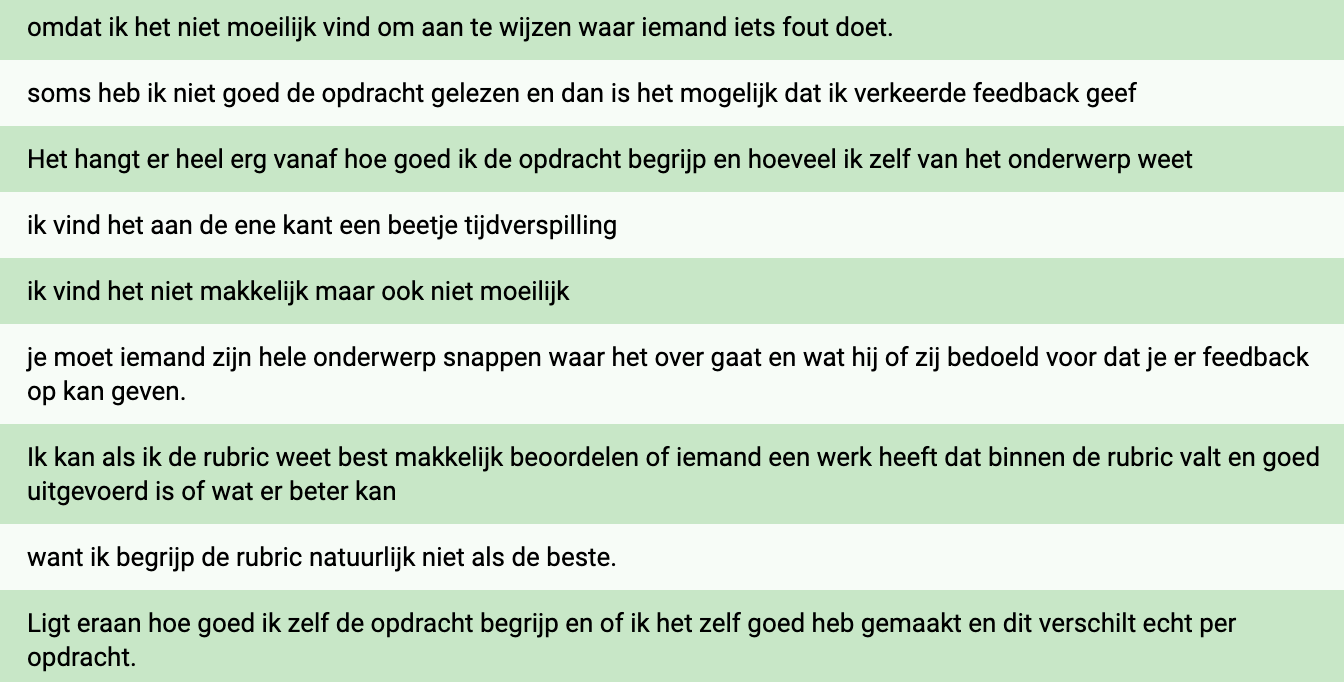 omdat ik het niet moeilijk vind om aan te wijzen waar iemand iets fout doet.
soms heb ik niet goed de opdracht gelezen en dan is het mogelijk dat ik verkeerde feedback geef
Het hangt er heel erg vanaf hoe goed ik de opdracht begrijp en hoeveel ik zelf van het onderwerp weet
ik vind het aan de ene kant een beetje tijdverspilling
ik vind het niet makkelijk maar ook niet moeilijk
je moet iemand zijn hele onderwerp snappen waar het over gaat en wat hij of zij bedoeld voor dat je er feedback
op kan geven.
Ik kan als ik de rubric weet best makkelijk beoordelen of iemand een werk heeft dat binnen de rubric valt en goed
uitgevoerd is of wat er beter kan
want ik begrijp de rubric natuurlijk niet als de beste.
Ligt eraan hoe goed ik zelf de opdracht begrijp en of ik het zelf goed heb gemaakt en dit verschilt echt per
opdracht.